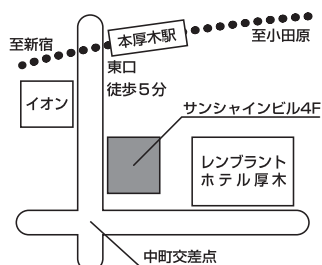 至新宿
本厚木駅
至小田原
東口
徒歩5分
イオン
サンシャインビル4F
レンブラント
ホテル厚木
中町交差点